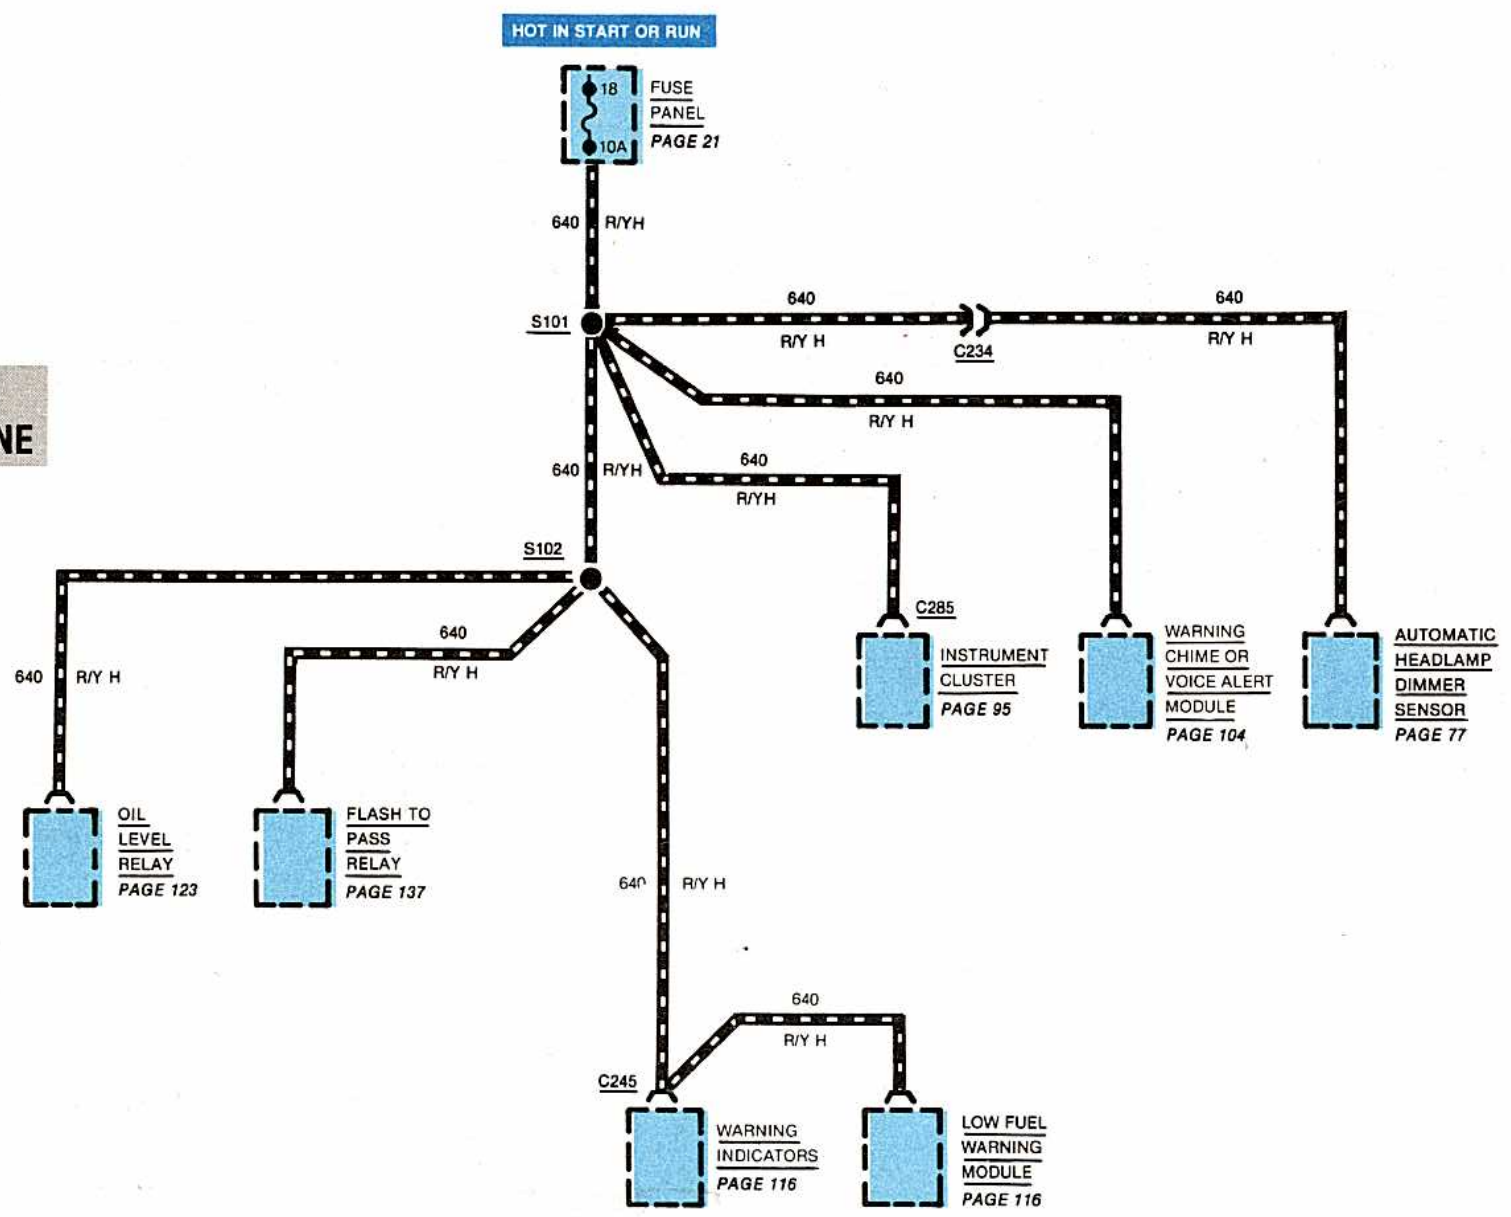 HOT IN START OR RUN
18
10A
FUSE
PANEL
PAGE 21
640 R/YH
S101
640
R/Y H
C234
640
R/Y H
640
R/Y H
NE
640 R/YH
640
R/YH
S102
C285
INSTRUMENT
CLUSTER
PAGE 95
WARNING
CHIME OR
VOICE ALERT
MODULE
PAGE 104
AUTOMATIC
HEADLAMP
DIMMER
SENSOR
PAGE 77
640 R/Y H
640
R/Y H
OIL
LEVEL
RELAY
PAGE 123
FLASH TO
PASS
RELAY
PAGE 137
640 R/Y H
640
R/Y H
C245
WARNING
INDICATORS
PAGE 116
LOW FUEL
WARNING
MODULE
PAGE 116